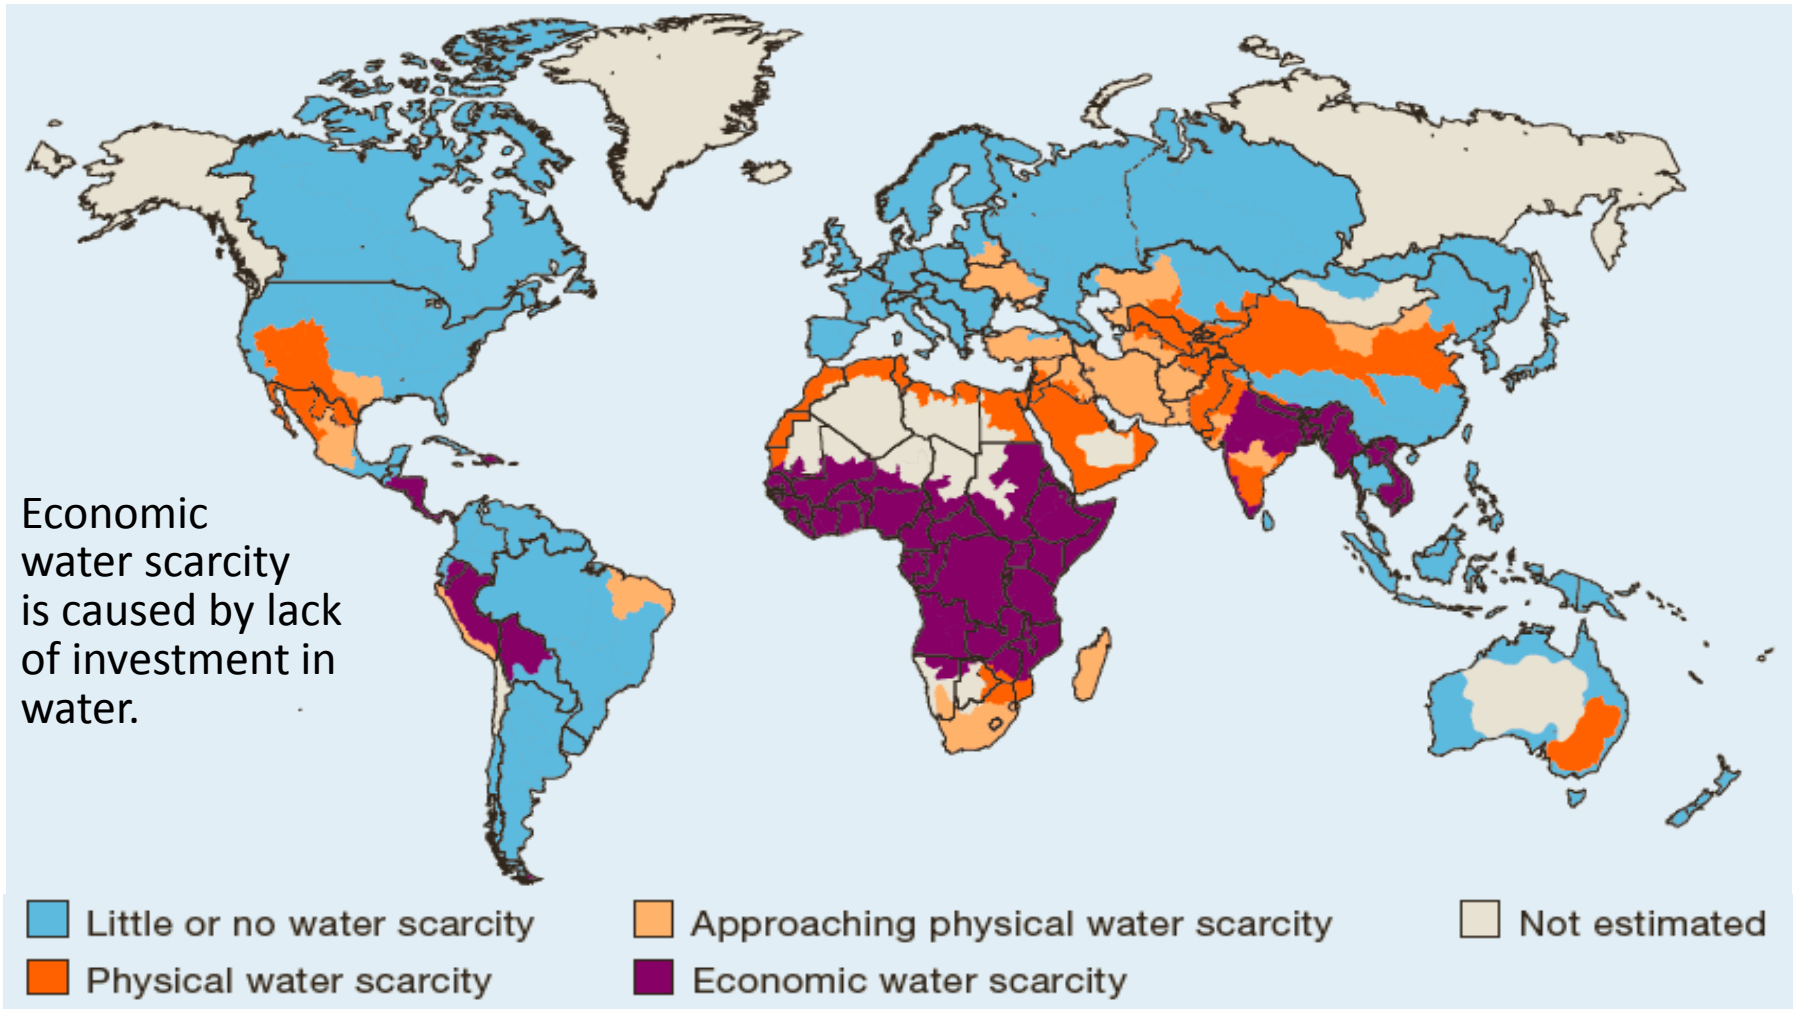 Economic
water scarcity
is caused by lack
of investment in
water.
Little or no water scarcity
Approaching physical water scarcity
Not estimated
Physical water scarcity
Economic water scarcity